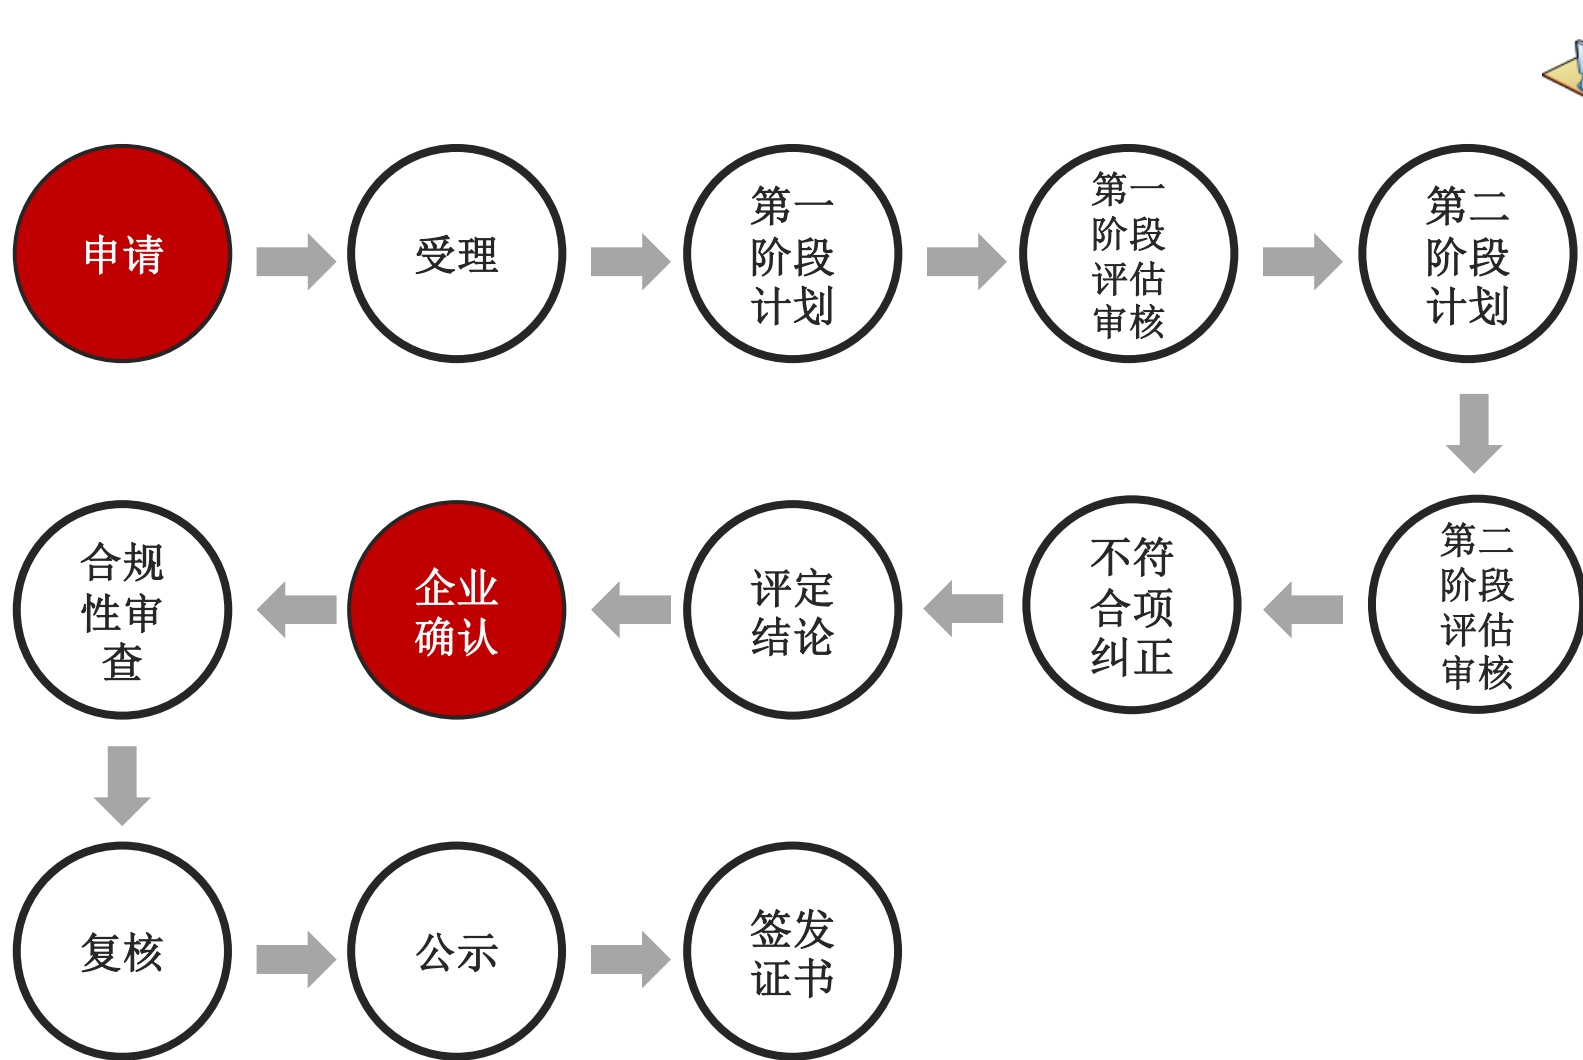 申请
受理
第一
阶段
计划
第一
阶段
评估
审核
第二
阶段
计划
第二
阶段
评估
审核
不符
合项
纠正
评定
结论
企业
确认
合规
性审
查
复核
公示
签发
证书